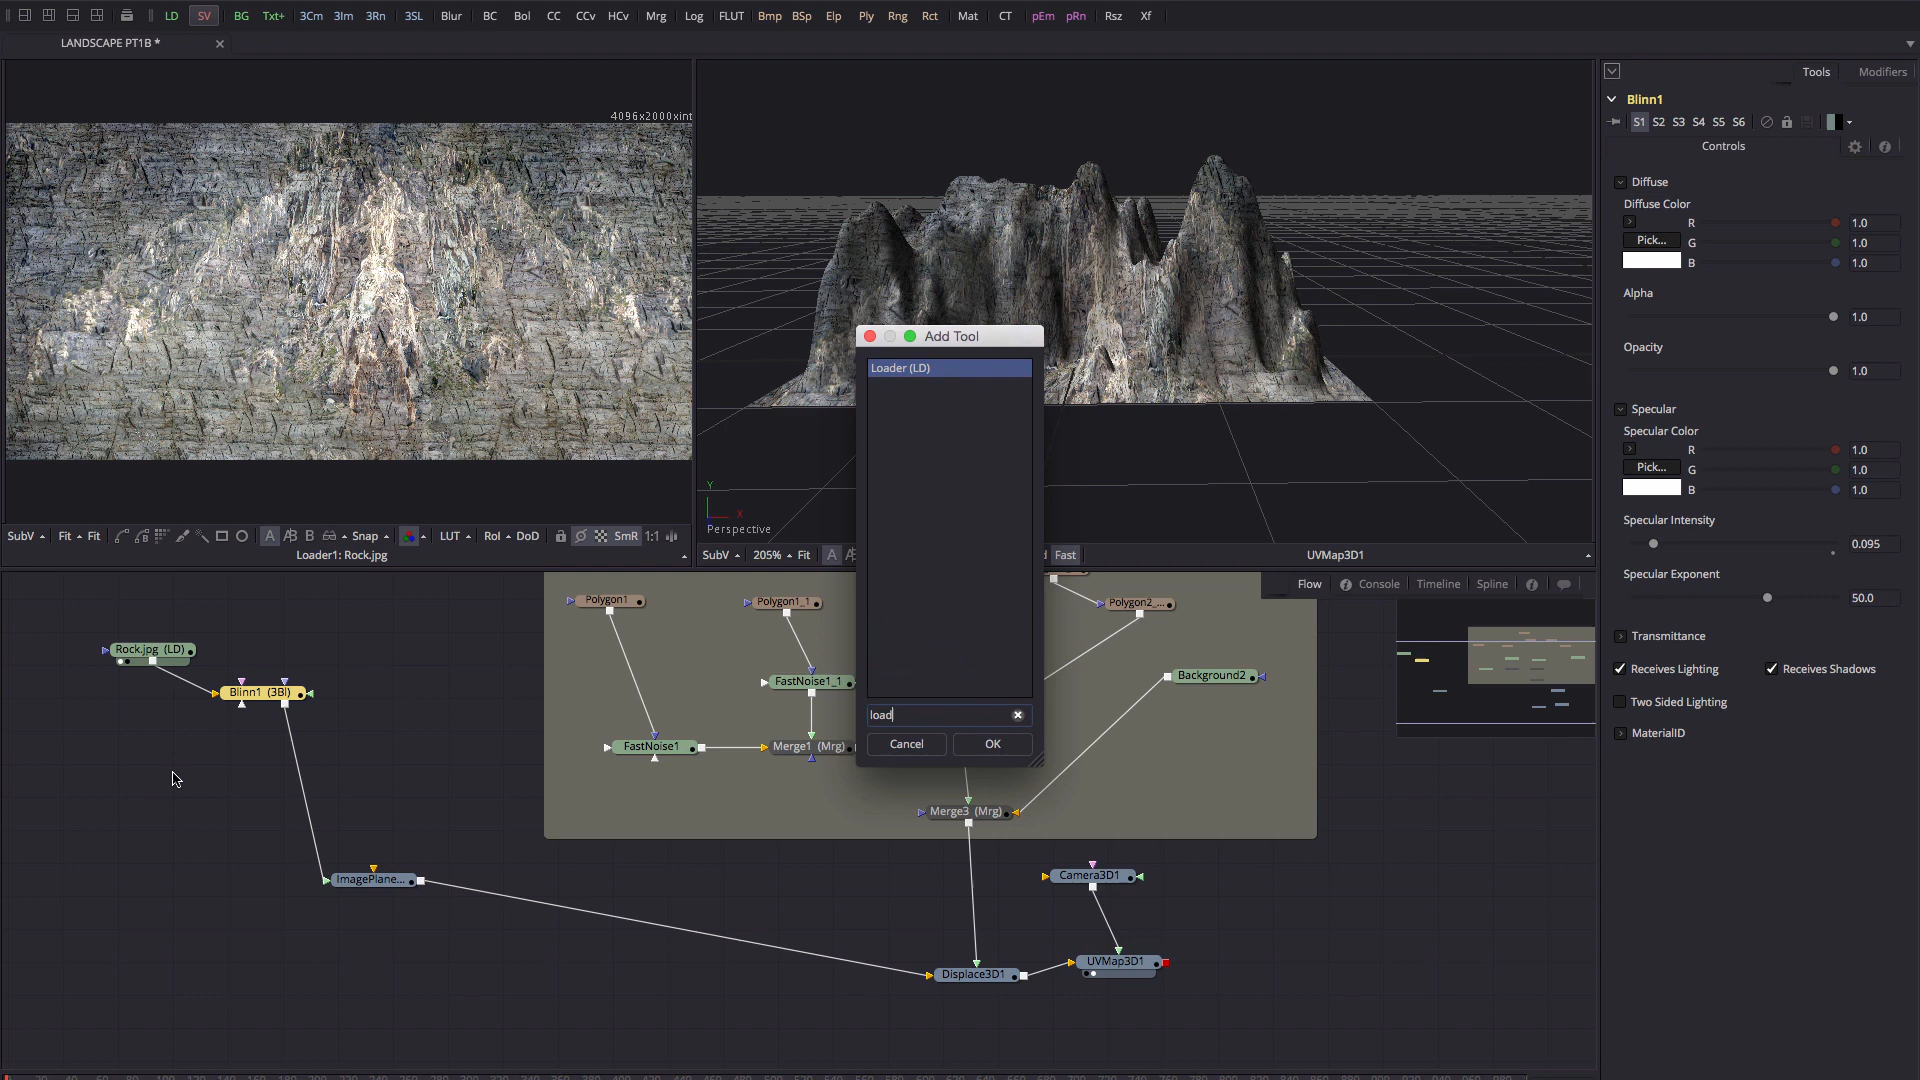 LD SV BG Txt+ 3Cm 3Im 3Rn 3SL Blur BC Bol CC CCv HCv Mrg Log FLUT Bmp BSp Elp Ply Rng Rct Mat CT pEm pRn Rsz Xf
LANDSCAPE PT1B *
4096x2000xint
Y
X
Perspective
SubV Fit Fit A B Snap LUT RoI DoD SmR 1:1
Loader1: Rock.jpg
SubV 205% Fit A Fast
UVMap3D1
Add Tool
Loader (LD)
load
Cancel OK
Flow Console Timeline Spline
Polygon1
Polygon1_1
Polygon2_...
Rock.jpg (LD)
Blinn1 (3Bl)
FastNoise1_1
Background2
FastNoise1
Merge1 (Mrg)
Merge3 (Mrg)
ImagePlane...
Camera3D1
Displace3D1
UVMap3D1
Tools Modifiers
Blinn1
S1 S2 S3 S4 S5 S6
Controls
Diffuse
Diffuse Color
R 1.0
Pick... G 1.0
B 1.0
Alpha
1.0
Opacity
1.0
Specular
Specular Color
R 1.0
Pick... G 1.0
B 1.0
Specular Intensity
0.095
Specular Exponent
50.0
Transmittance
Receives Lighting Receives Shadows
Two Sided Lighting
MaterialID